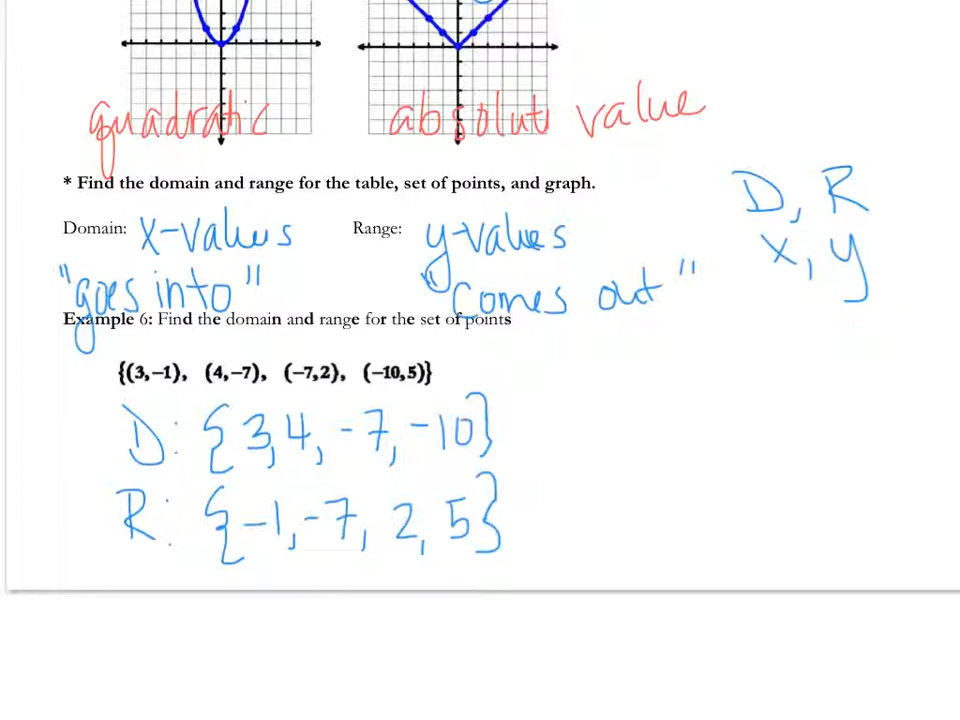 quadratic absolute value
* Find the domain and range for the table, set of points, and graph.
D, R
Domain: x-values Range: y-values
x, y
"goes into" "comes out"
Example 6: Find the domain and range for the set of points
{(3,−1), (4,−7), (−7,2), (−10,5)}
D: {3,4, -7, -10}
R: {-1, -7, 2, 5}